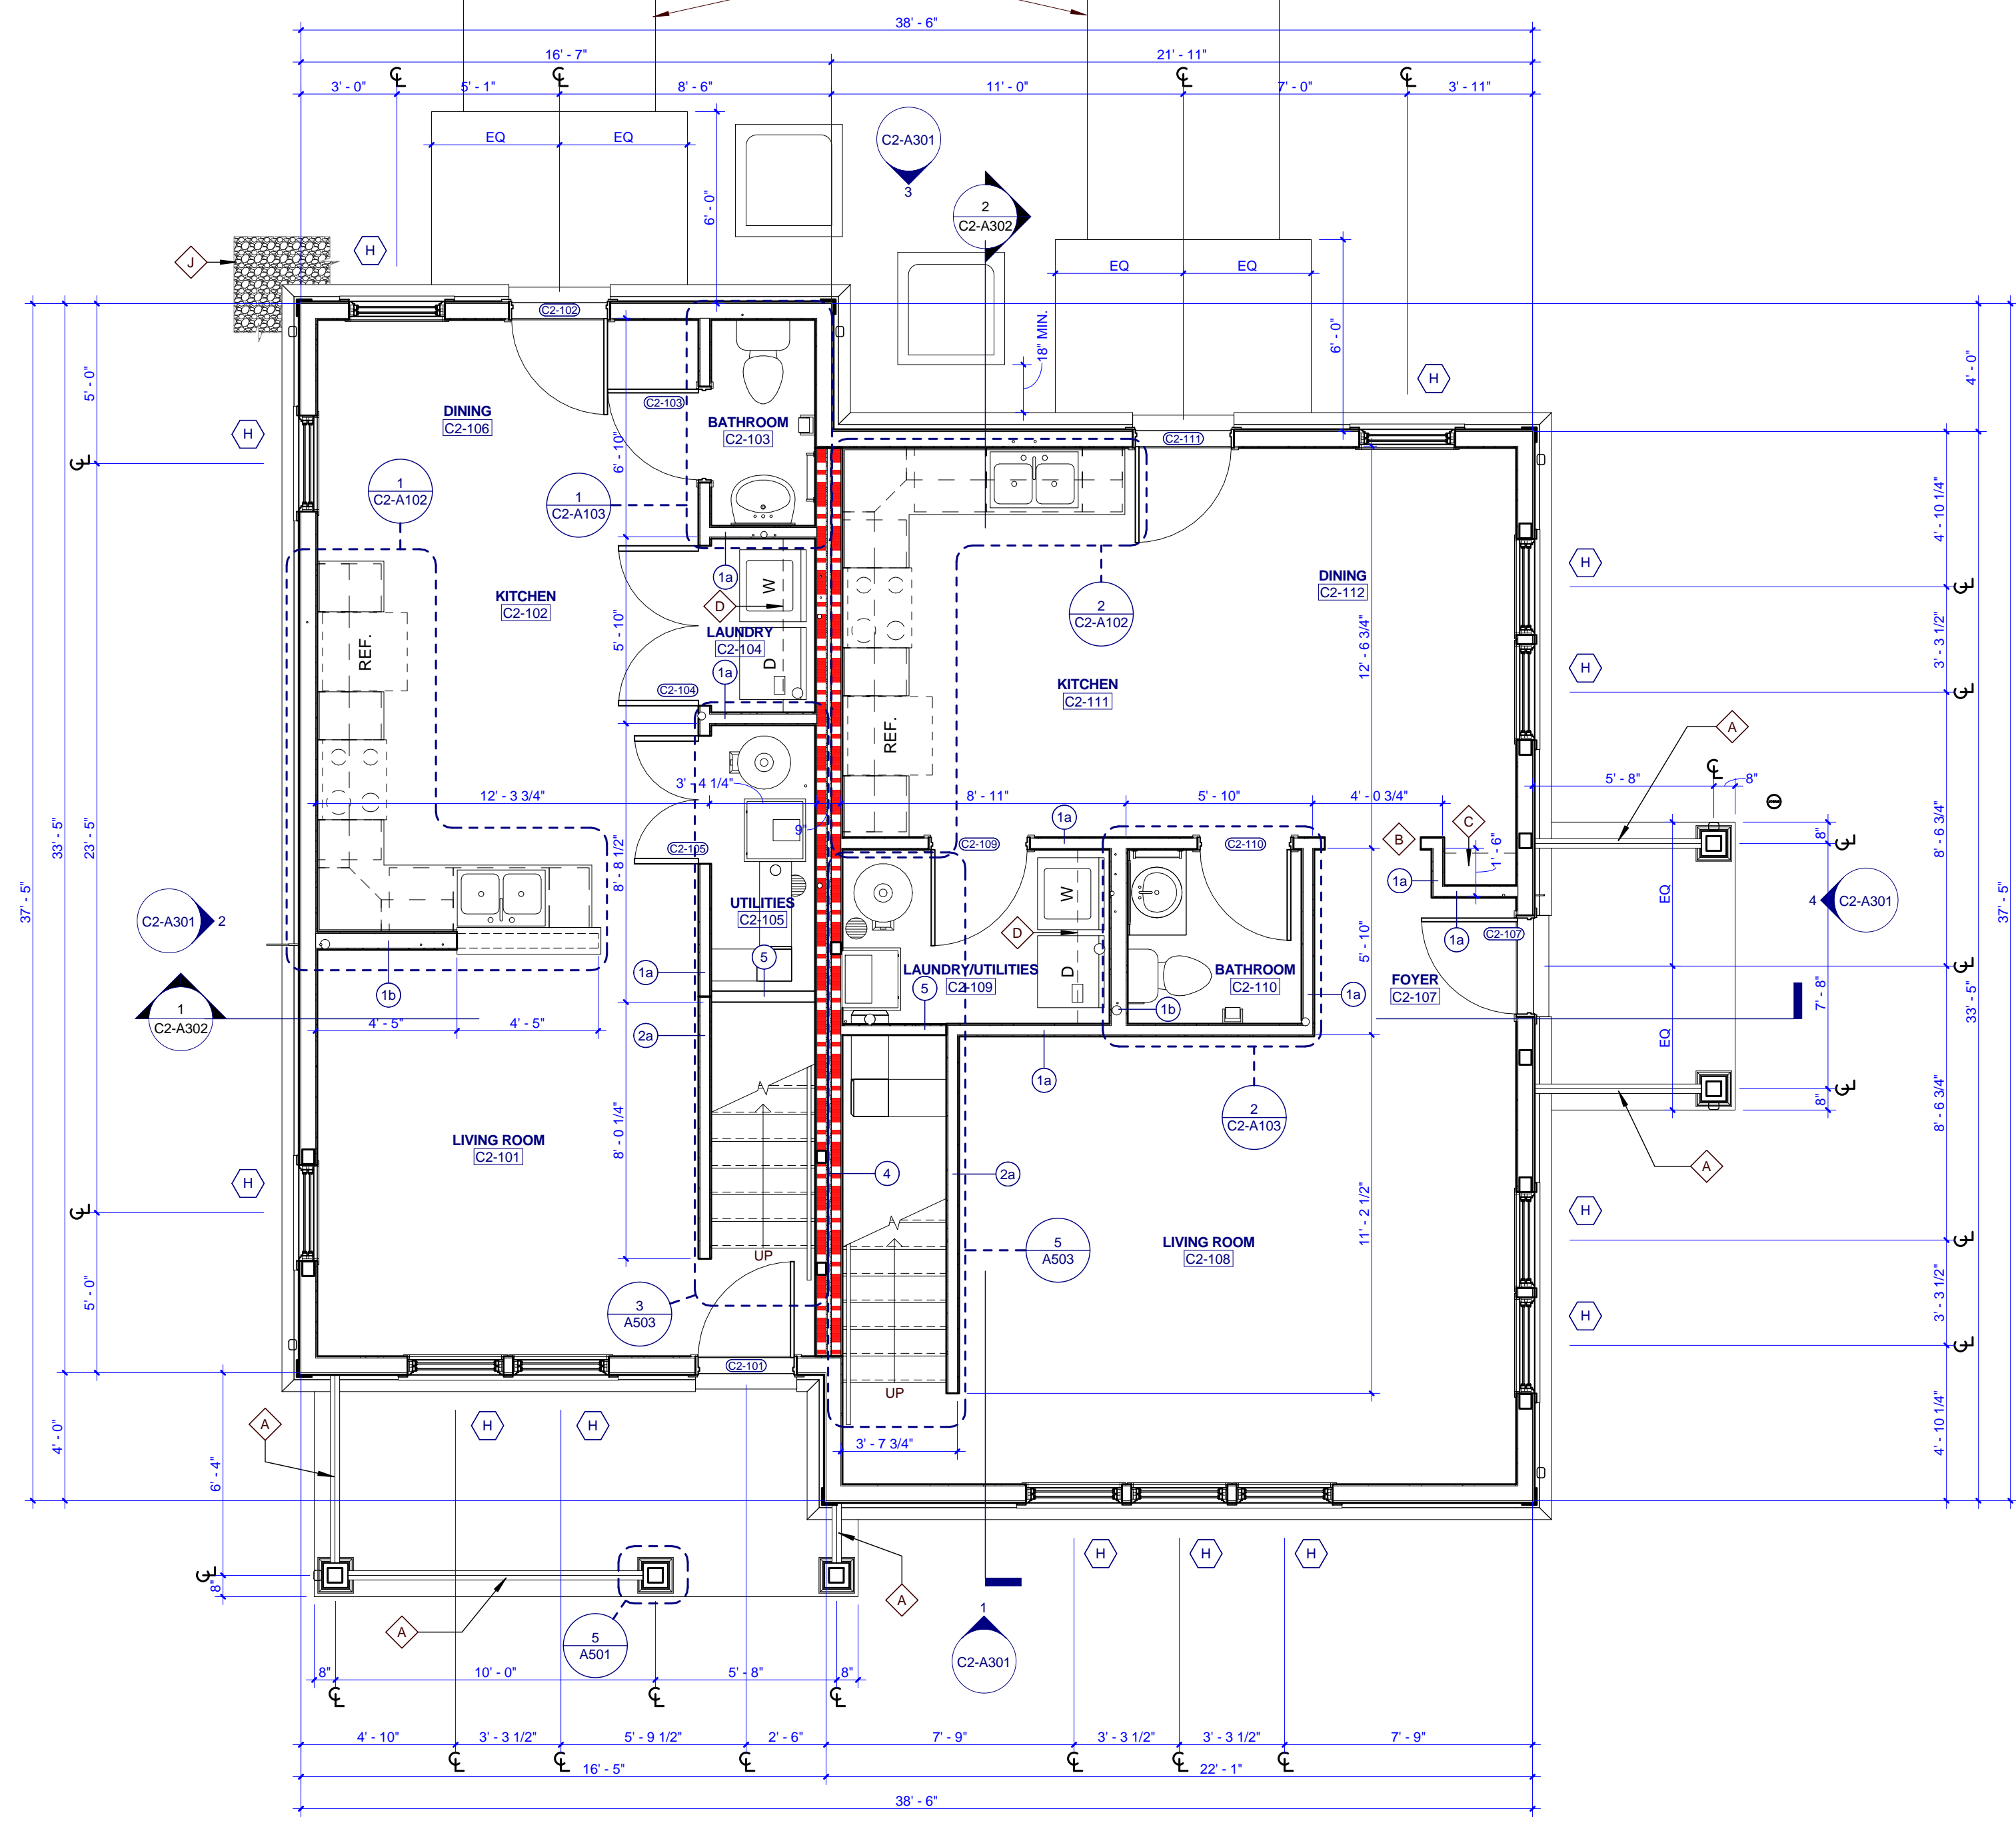 38' - 6"
16' - 7"
21' - 11"
3' - 0"
5' - 1"
8' - 6"
11' - 0"
7' - 0"
3' - 11"
EQ
EQ
6' - 0"
C2-A301
3
2
C2-A302
EQ
EQ
6' - 0"
18" MIN.
J
H
H
H
C2-102
5' - 0"
4' - 0"
C2-103
DINING
C2-106
BATHROOM
C2-103
C2-111
6' - 10"
1
C2-A102
1
C2-A103
4' - 10 1/4"
H
1a
W
D
KITCHEN
C2-102
5' - 10"
LAUNDRY
C2-104
D
1a
C2-104
REF.
DINING
C2-112
2
C2-A102
12' - 6 3/4"
KITCHEN
C2-111
REF.
H
3' - 3 1/2"
A
5' - 8"
8"
12' - 3 3/4"
3' - 4 1/4"
9"
8' - 11"
5' - 10"
4' - 0 3/4"
33' - 5"
23' - 5"
37' - 5"
C2-105
8' - 8 1/2"
1a
C2-109
C2-110
B
C
1' - 6"
8"
8' - 6 3/4"
1a
1a
C2-107
EQ
4
C2-A301
C2-A301
2
UTILITIES
C2-105
5
1a
W
D
D
LAUNDRY/UTILITIES
C2-109
5
BATHROOM
C2-110
1a
1b
5' - 10"
FOYER
C2-107
1b
1
C2-A302
4' - 5"
4' - 5"
2a
1a
EQ
7' - 8"
33' - 5"
37' - 5"
8"
2
C2-A103
8' - 6 3/4"
LIVING ROOM
C2-101
8' - 0 1/4"
UP
4
2a
A
H
H
5
A503
LIVING ROOM
C2-108
11' - 2 1/2"
3
A503
5' - 0"
3' - 3 1/2"
H
C2-101
UP
A
H
H
4' - 0"
6' - 4"
8"
3' - 7 3/4"
4' - 10 1/4"
H
H
H
A
A
5
A501
1
C2-A301
8"
10' - 0"
5' - 8"
8"
4' - 10"
3' - 3 1/2"
5' - 9 1/2"
2' - 6"
7' - 9"
3' - 3 1/2"
3' - 3 1/2"
7' - 9"
16' - 5"
22' - 1"
38' - 6"